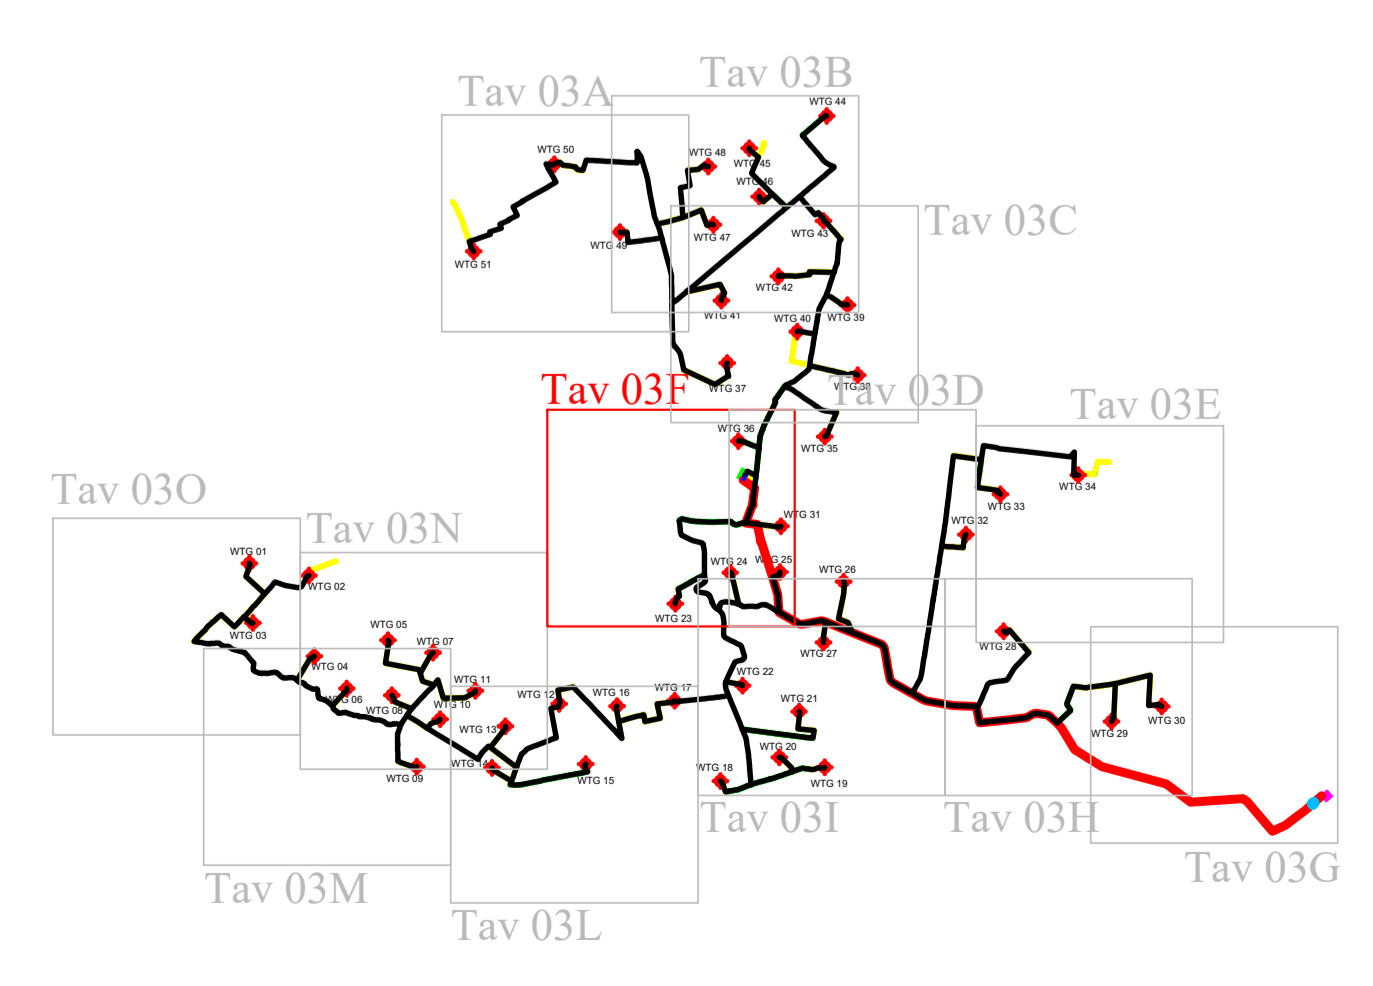 Tav 03B
Tav 03A
WTG 44
WTG 50
WTG 48
WTG 45
WTG 46
Tav 03C
WTG 49
WTG 47
WTG 43
WTG 51
WTG 42
WTG 41
WTG 40
WTG 39
WTG 37
WTG 38
Tav 03F
Tav 03D
Tav 03E
WTG 36
WTG 35
WTG 34
Tav 03O
WTG 33
WTG 31
WTG 32
Tav 03N
WTG 01
WTG 24
WTG 25
WTG 26
WTG 02
WTG 23
WTG 03
WTG 05
WTG 07
WTG 27
WTG 28
WTG 04
WTG 22
WTG 11
WTG 06
WTG 08
WTG 10
WTG 12
WTG 16
WTG 17
WTG 21
WTG 30
WTG 13
WTG 29
WTG 20
WTG 14
WTG 09
WTG 15
WTG 18
WTG 19
Tav 03I
Tav 03H
Tav 03G
Tav 03M
Tav 03L